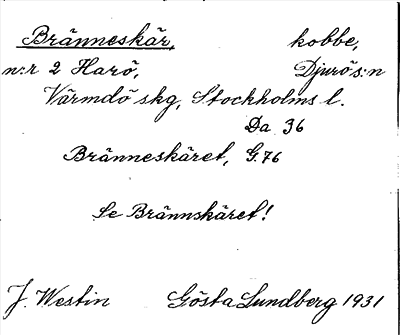 Bränneskär, kobbe,
n:r 2 Harö, Djurö s:n
Värmdö skg, Stockholms l.
Da 36
Bränneskäret, G.76
Se Brännskäret!
J. Westin Gösta Lundberg 1931